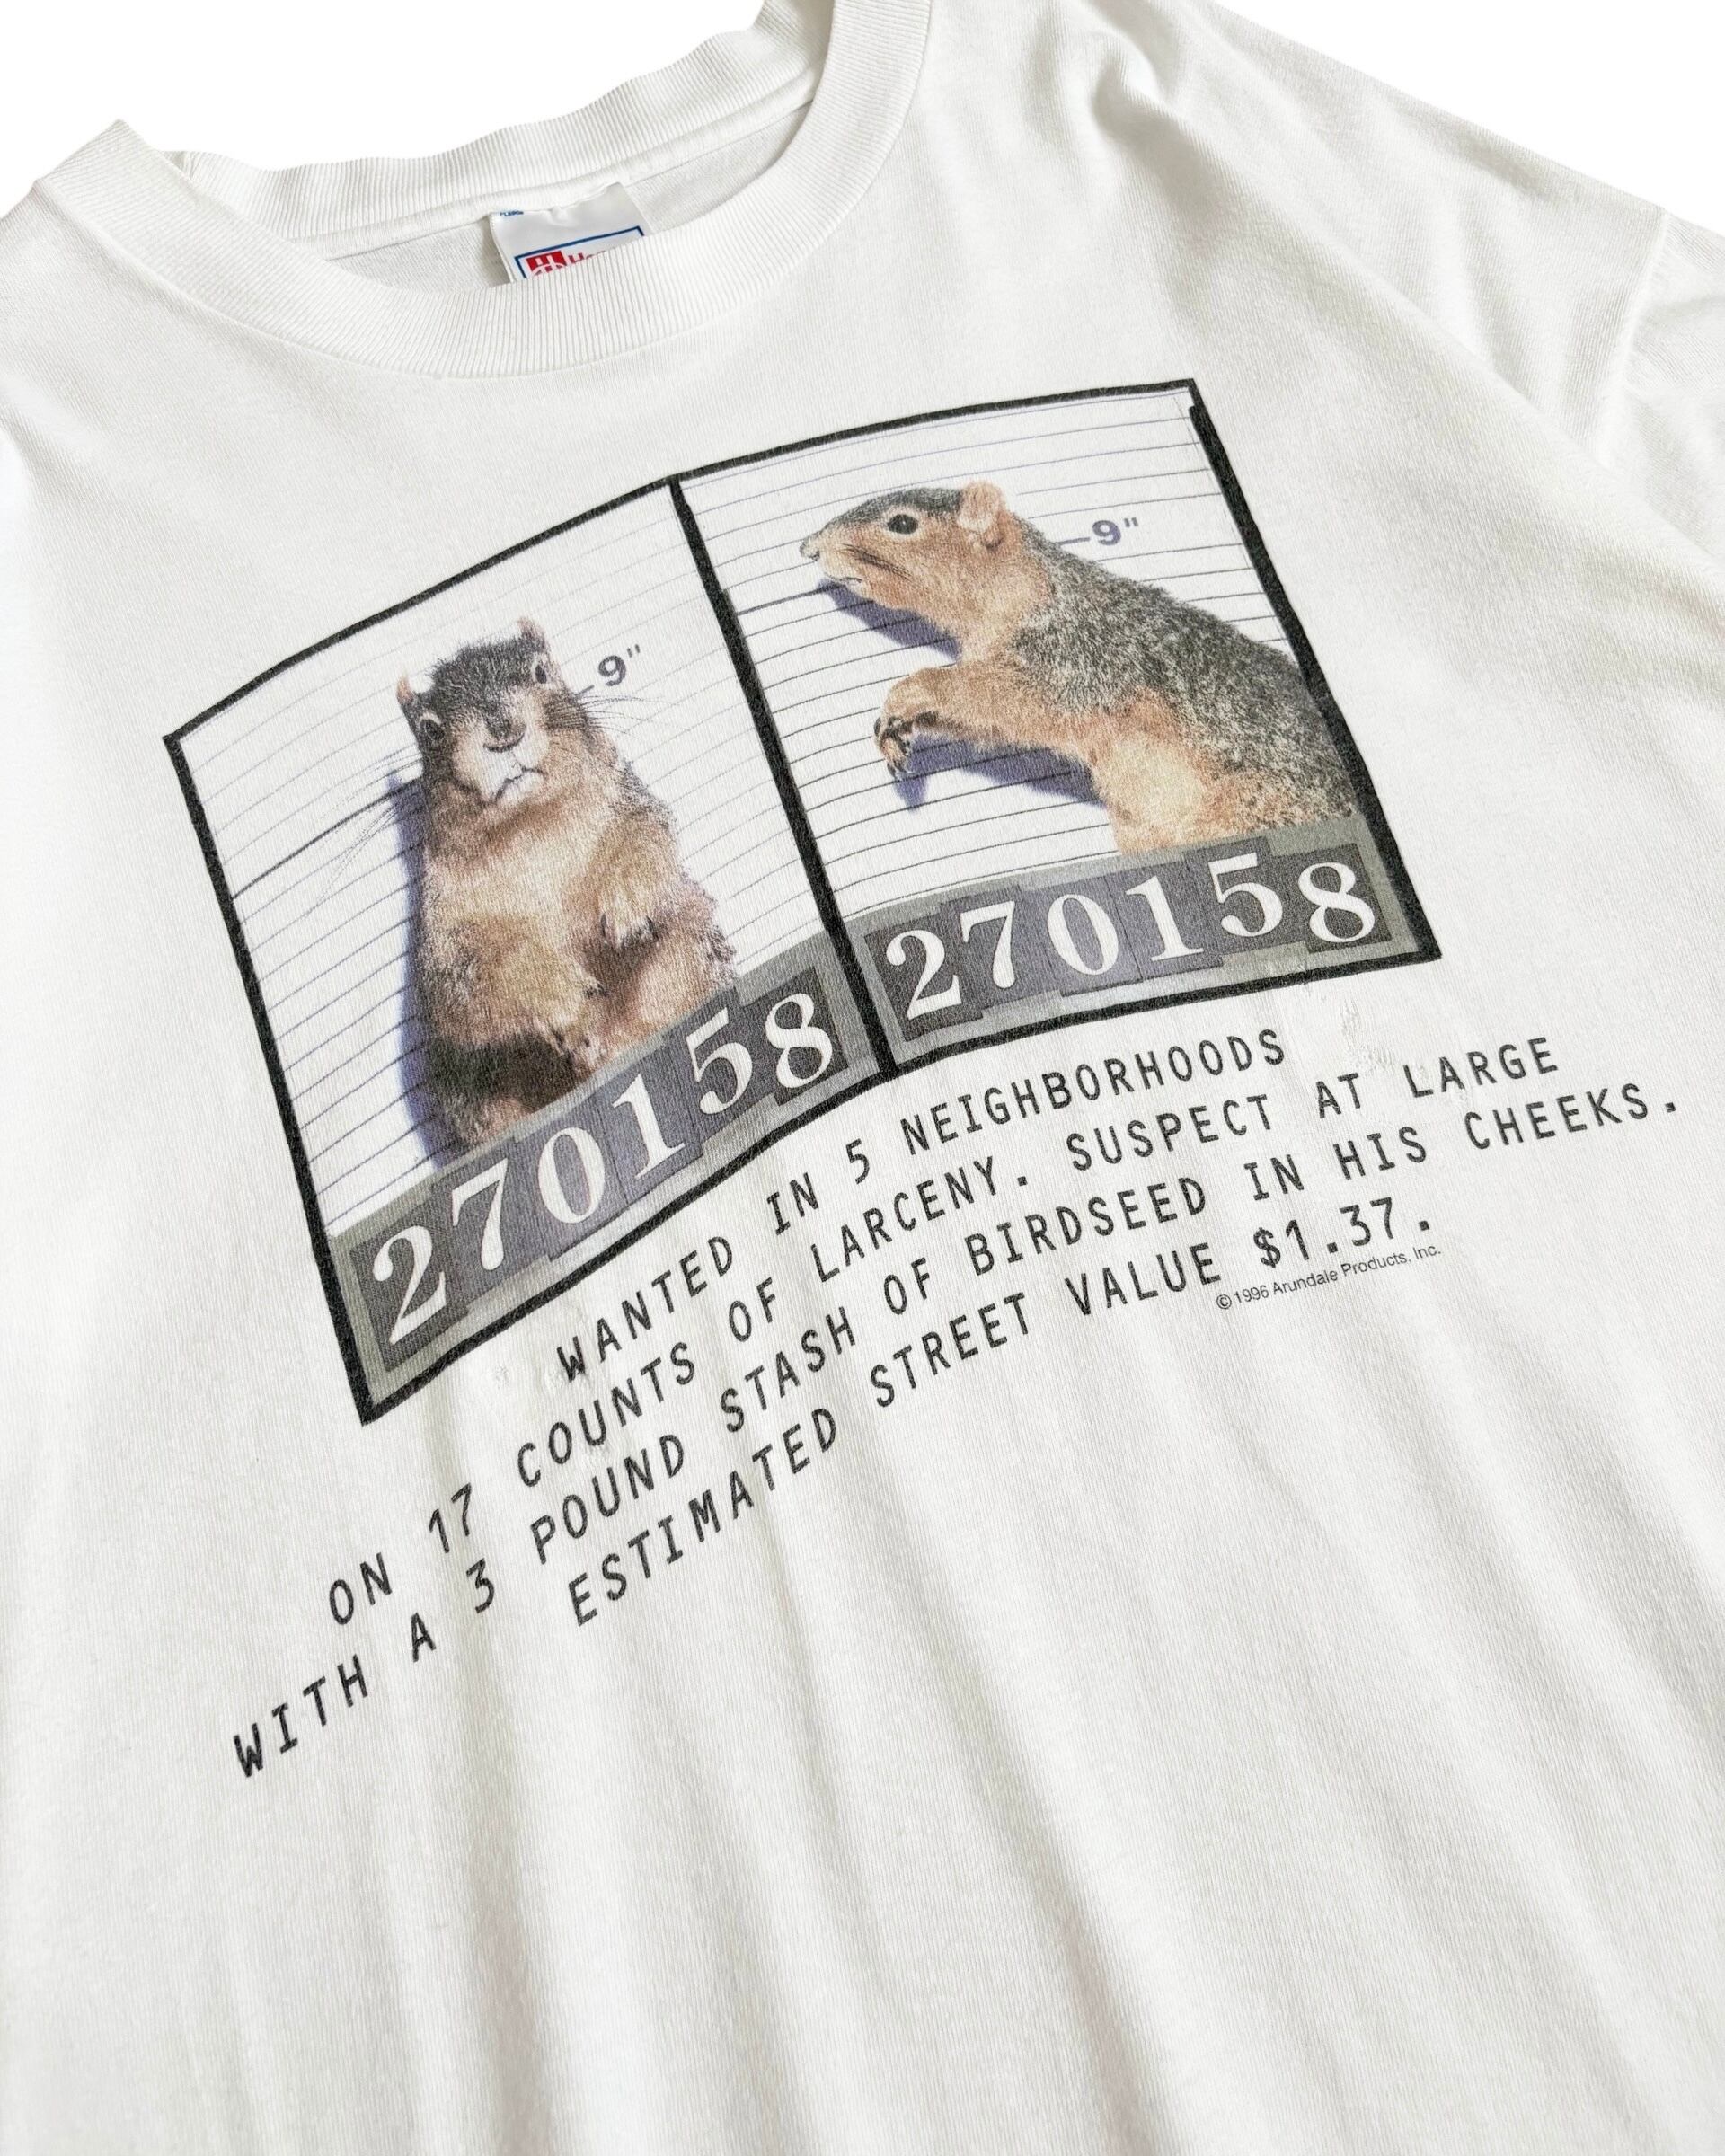 9"
9"
270158
270158
WANTED IN 5 NEIGHBORHOODS
ON 17 COUNTS OF LARCENY. SUSPECT AT LARGE
WITH A 3 POUND STASH OF BIRDSEED IN HIS CHEEKS.
ESTIMATED STREET VALUE $1.37.
©1996 Arundale Products, Inc.